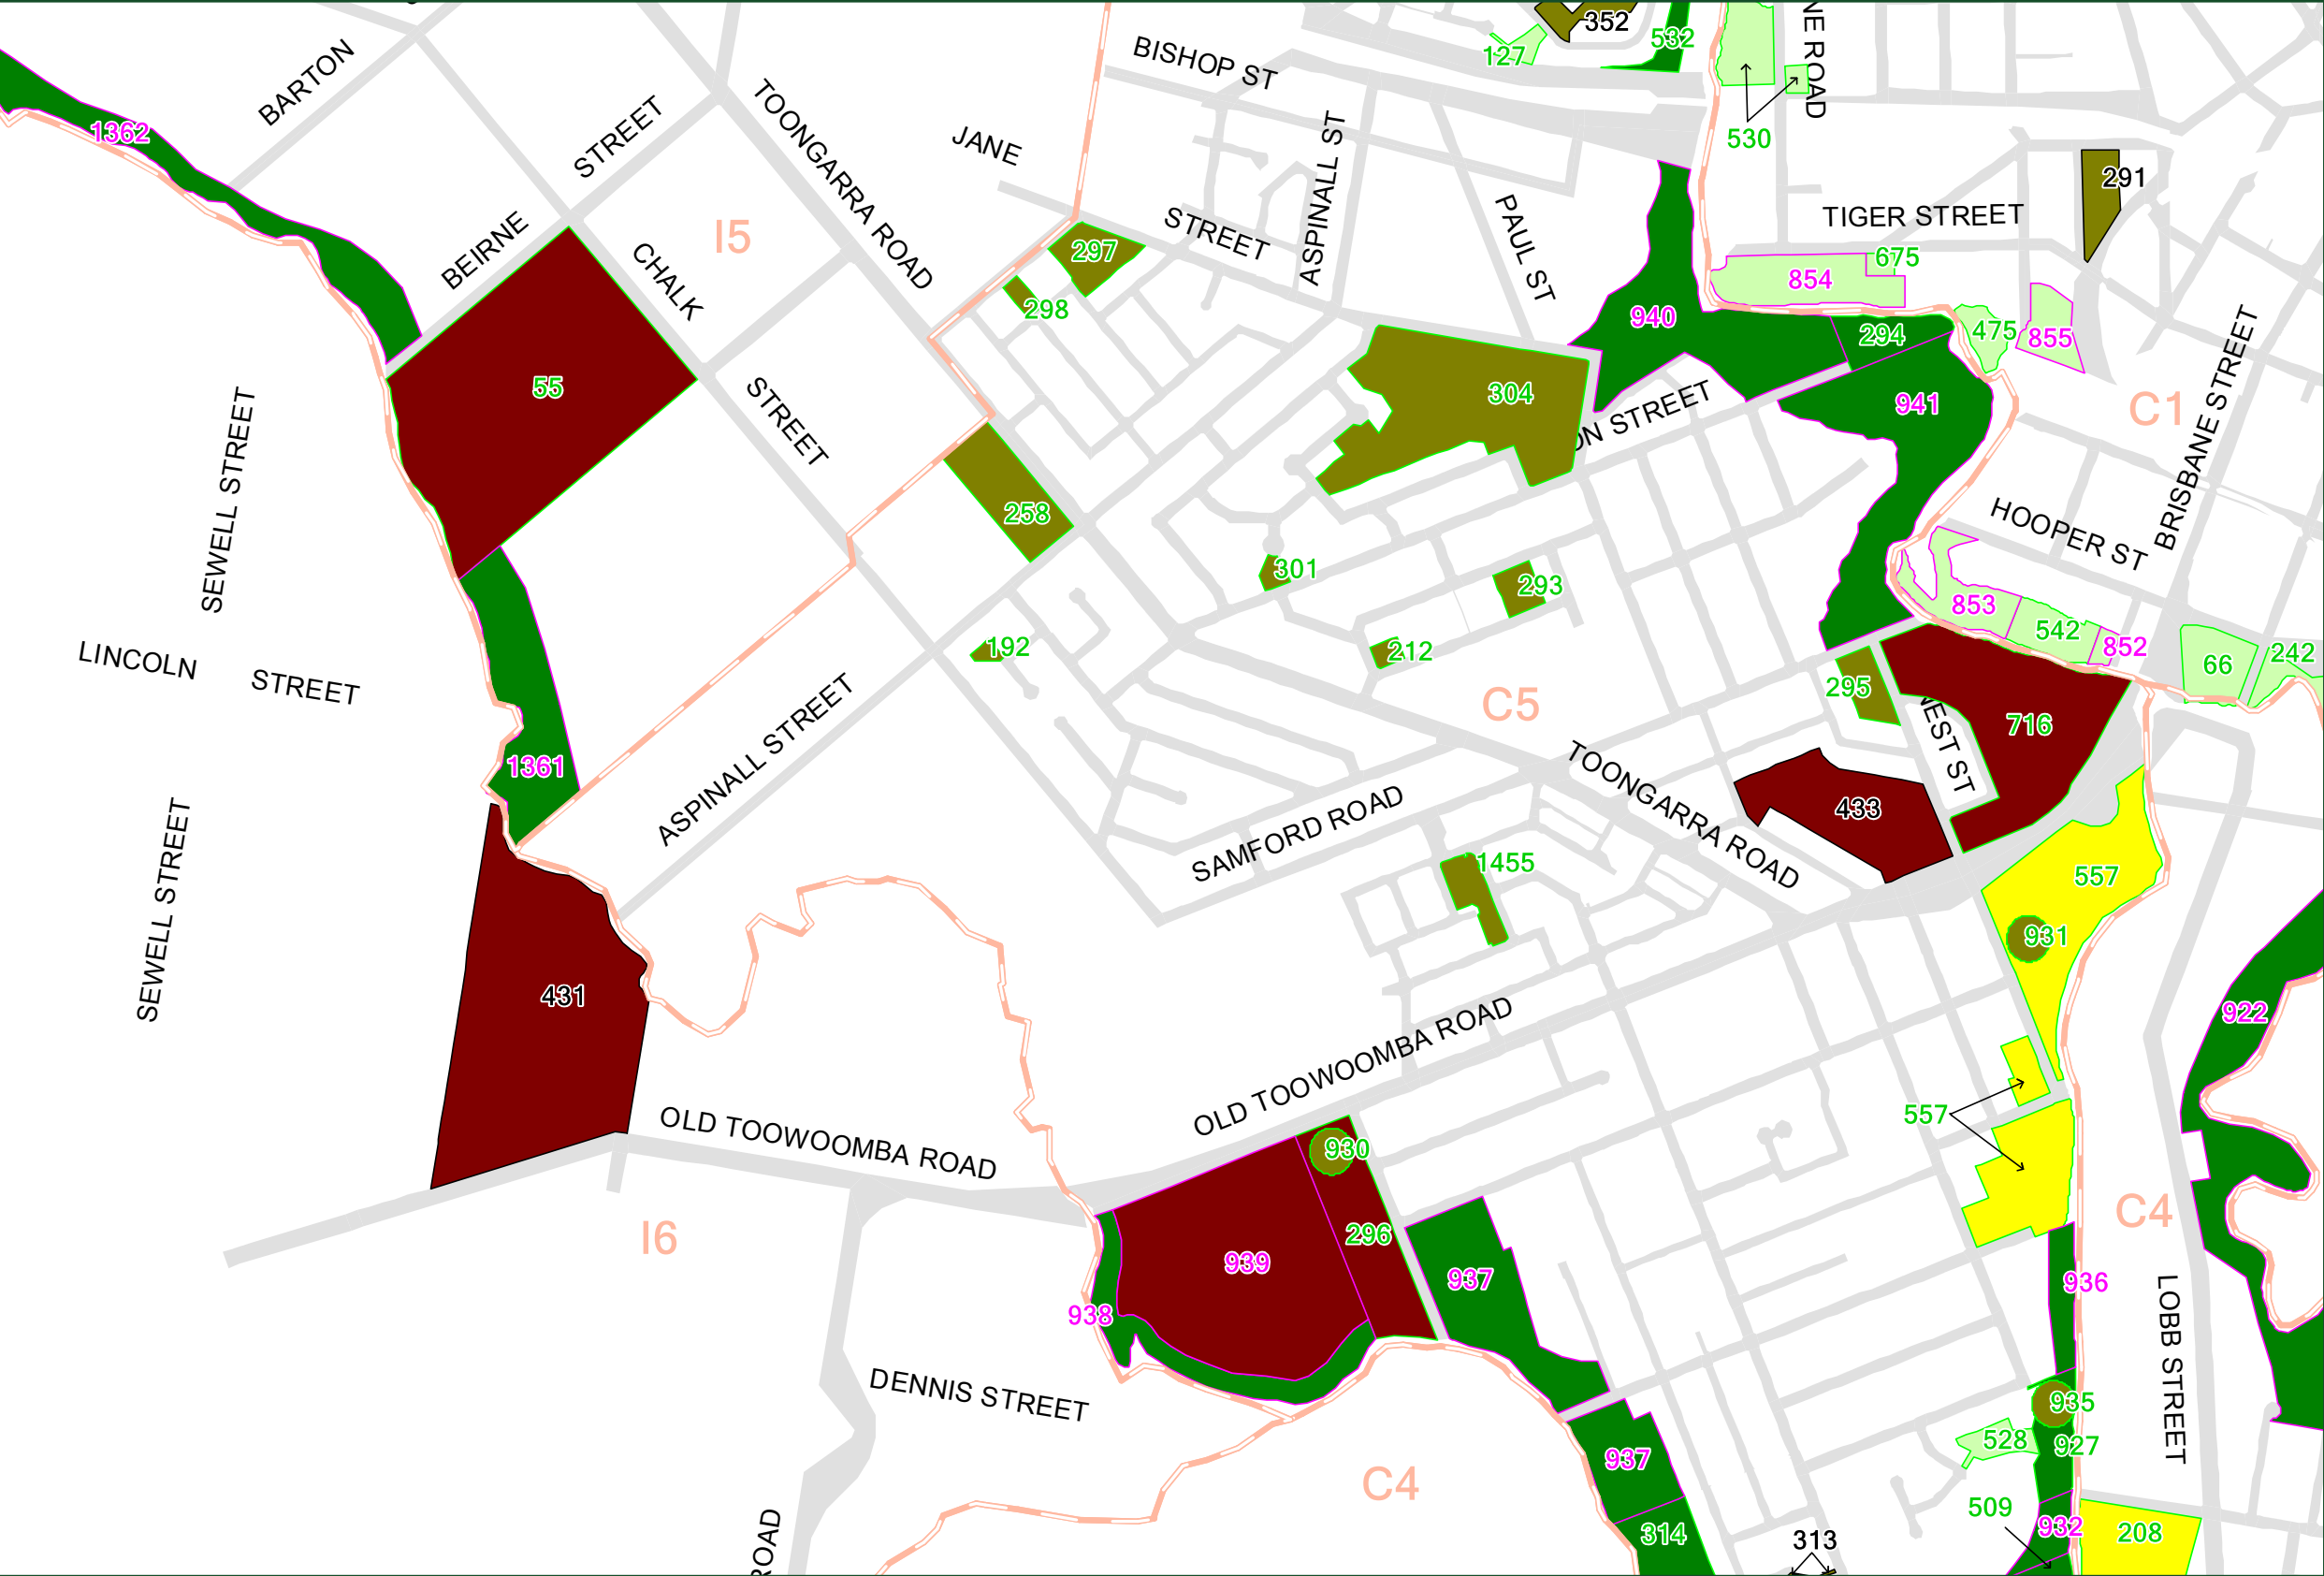 352
532
127
NE ROAD
BISHOP ST
BARTON
1362
530
TOONGARRA ROAD
STREET
JANE
ASPINALL ST
291
PAUL ST
TIGER STREET
I5
STREET
BEIRNE
297
675
CHALK
854
298
940
294
475
855
55
304
941
C1
BRISBANE STREET
STREET
ON STREET
SEWELL STREET
258
HOOPER ST
301
293
853
542
852
192
212
66
242
LINCOLN
STREET
295
C5
716
NEST ST
1361
ASPINALL STREET
TOONGARRA ROAD
433
SAMFORD ROAD
1455
557
SEWELL STREET
931
431
922
OLD TOOWOOMBA ROAD
557
OLD TOOWOOMBA ROAD
930
C4
I6
296
939
937
936
938
LOBB STREET
DENNIS STREET
935
528
927
937
C4
509
932
314
313
208
ROAD